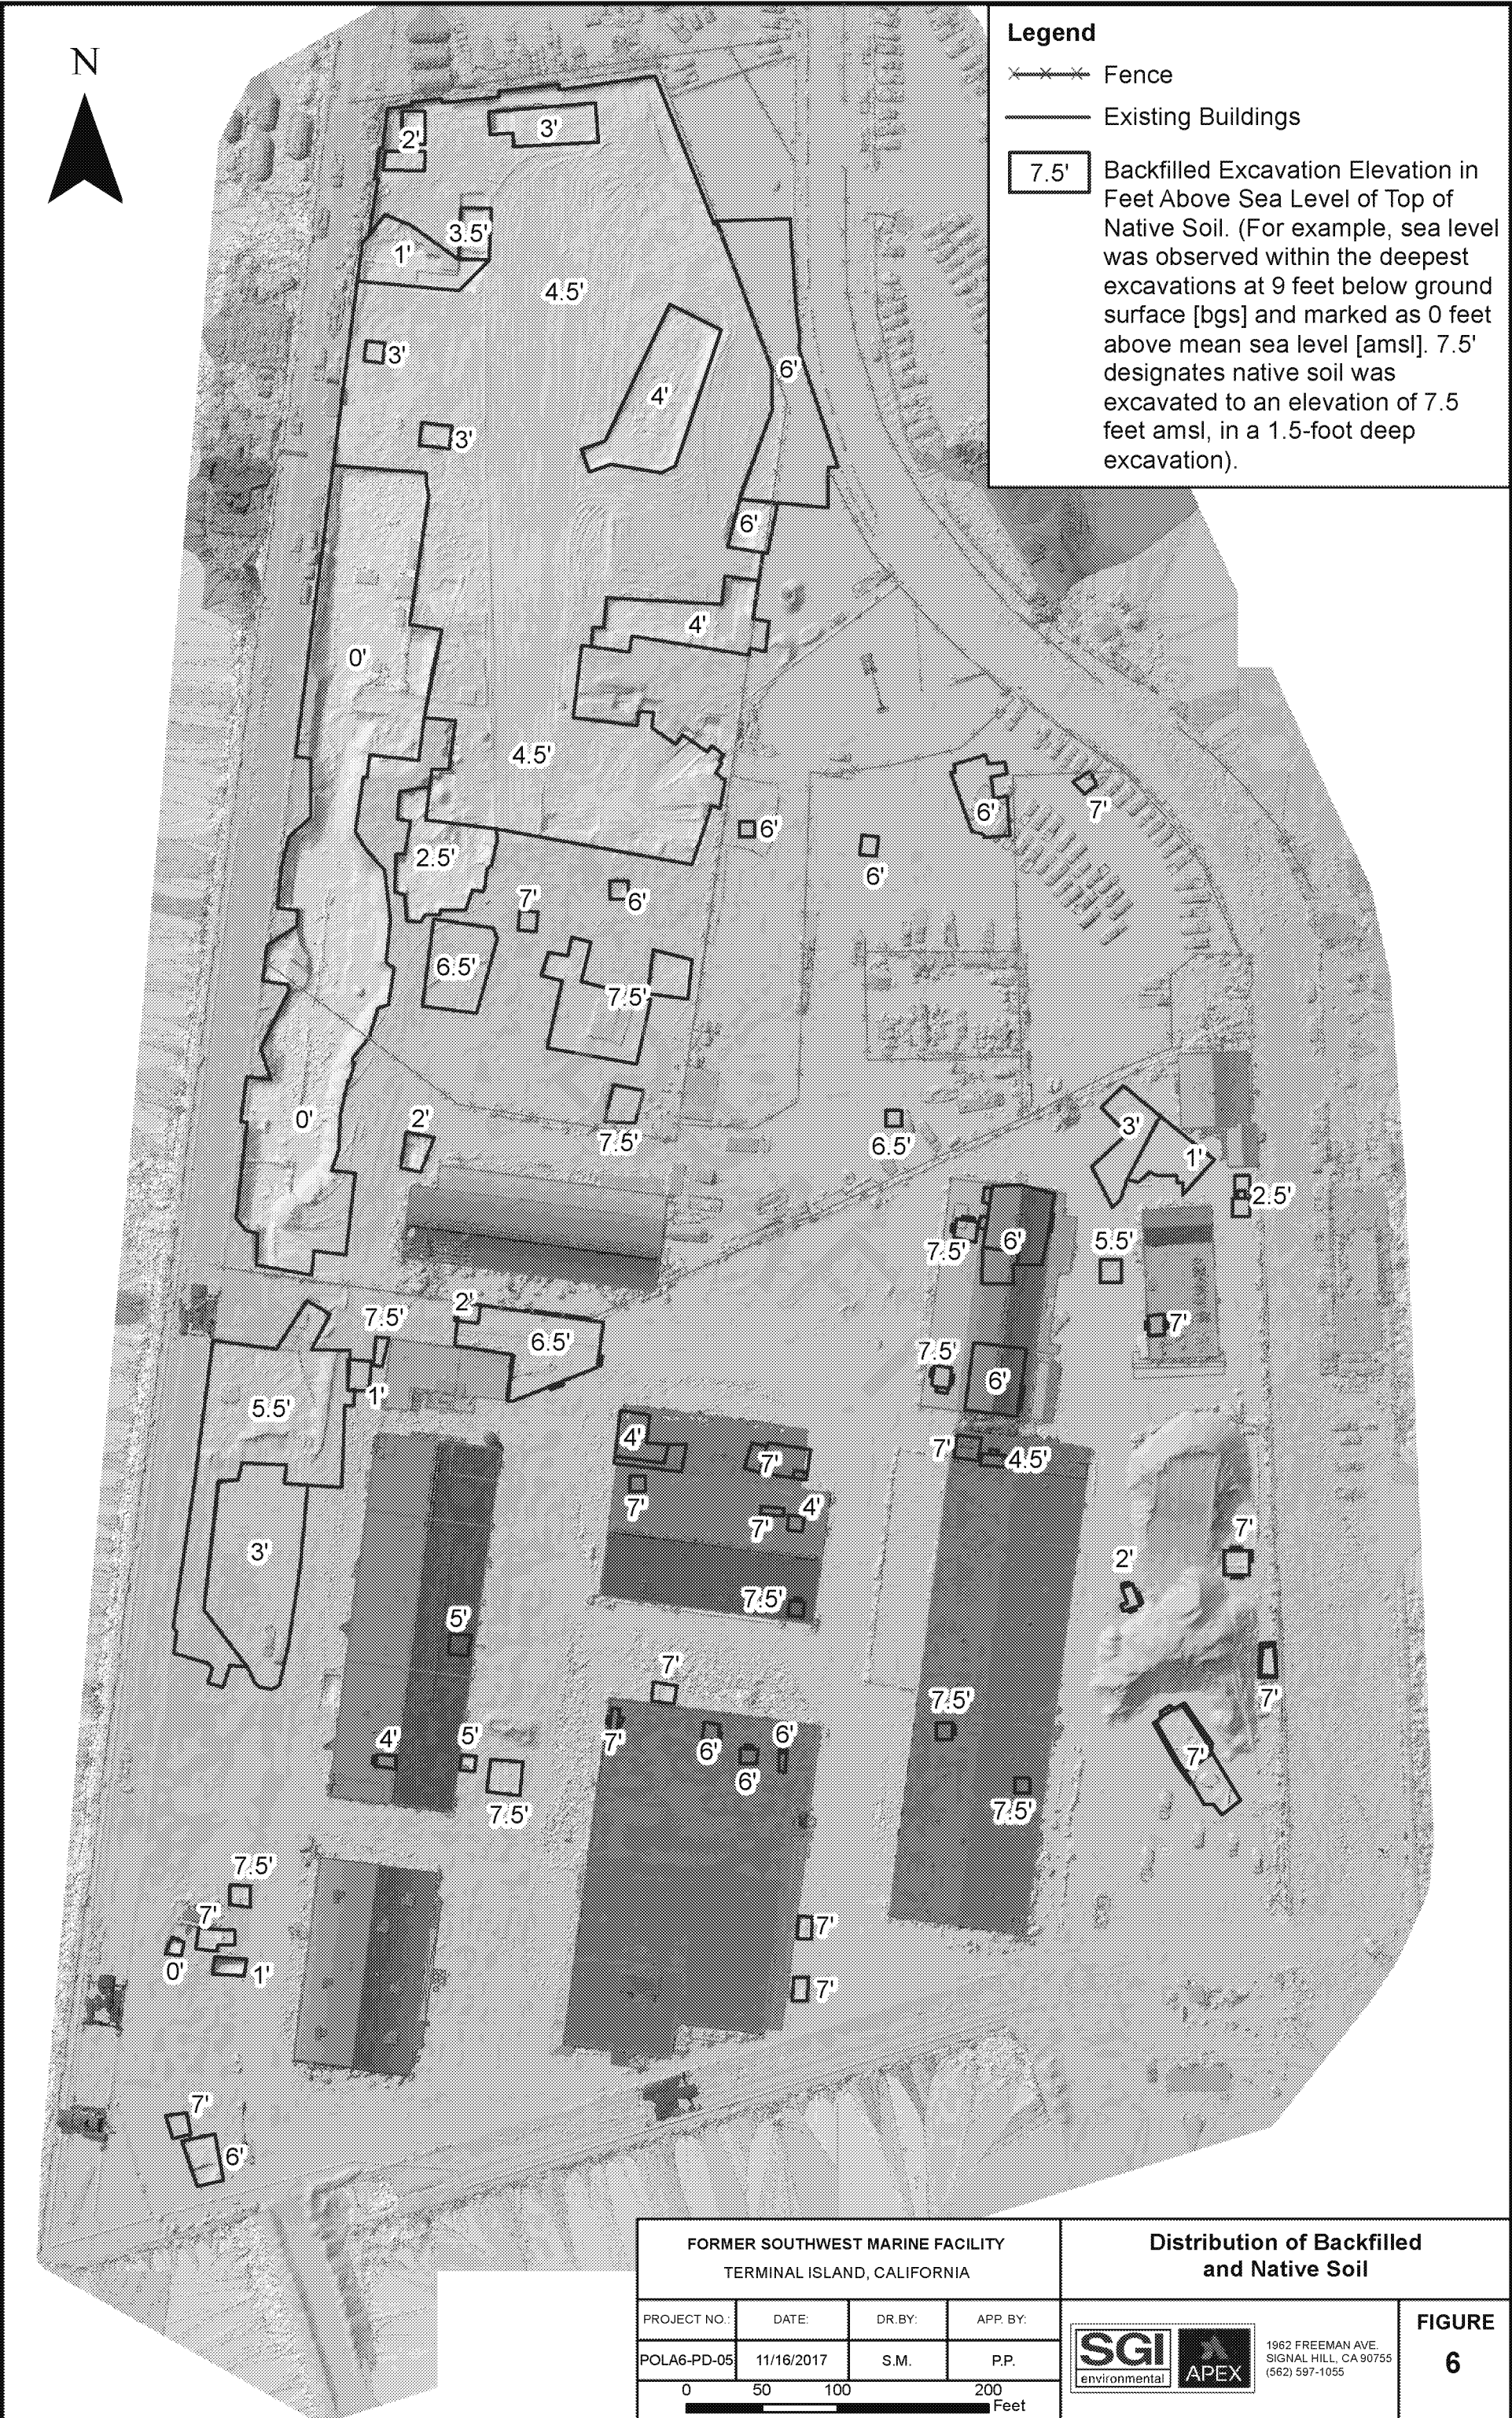 N
Legend
Fence
Existing Buildings
7.5'
Backfilled Excavation Elevation in
Feet Above Sea Level of Top of
Native Soil. (For example, sea level
was observed within the deepest
excavations at 9 feet below ground
surface [bgs] and marked as 0 feet
above mean sea level [amsl]. 7.5'
designates native soil was
excavated to an elevation of 7.5
feet amsl, in a 1.5-foot deep
excavation).
2'
3'
3.5'
1'
4.5'
3'
6'
4'
3'
6'
4'
0'
4.5'
6'
7'
6'
2.5'
6'
7'
6'
6.5'
7.5'
0'
2'
7.5'
6.5'
3'
1'
2.5'
7.5'
6'
5.5'
2'
7.5'
6.5'
7'
7.5'
6'
1'
5.5'
4'
7'
7'
4.5'
7'
4'
7'
7'
3'
2'
7.5'
5'
7'
7'
7.5'
4'
5'
7'
6'
6'
6'
7'
7.5'
7.5'
7.5'
7'
7'
0'
1'
7'
7'
6'
FORMER SOUTHWEST MARINE FACILITY
TERMINAL ISLAND, CALIFORNIA
Distribution of Backfilled
and Native Soil
PROJECT NO.:
DATE:
DR.BY:
APP. BY:
POLA6-PD-05
11/16/2017
S.M.
P.P.
0
50
100
200
Feet
SGI
environmental
APEX
1962 FREEMAN AVE.
SIGNAL HILL, CA 90755
(562) 597-1055
FIGURE
6